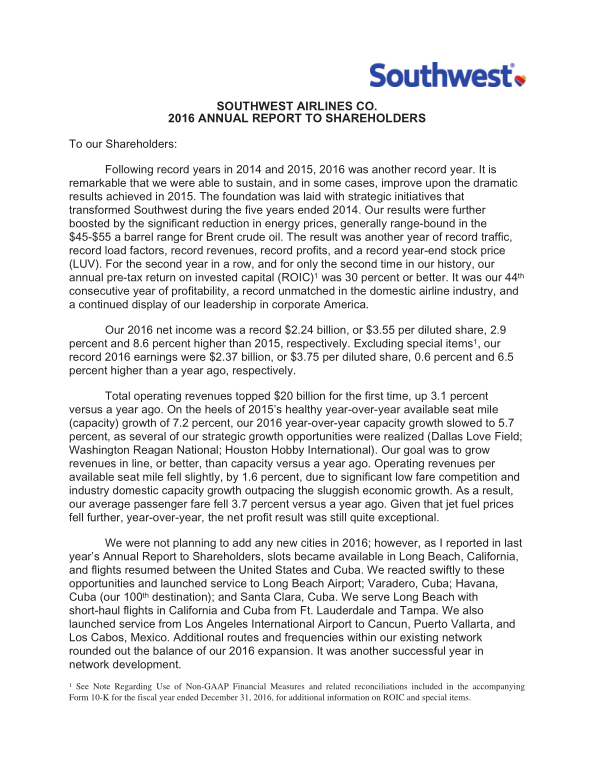 Southwest®
SOUTHWEST AIRLINES CO.
2016 ANNUAL REPORT TO SHAREHOLDERS
To our Shareholders:
Following record years in 2014 and 2015, 2016 was another record year. It is
remarkable that we were able to sustain, and in some cases, improve upon the dramatic
results achieved in 2015. The foundation was laid with strategic initiatives that
transformed Southwest during the five years ended 2014. Our results were further
boosted by the significant reduction in energy prices, generally range-bound in the
$45-$55 a barrel range for Brent crude oil. The result was another year of record traffic,
record load factors, record revenues, record profits, and a record year-end stock price
(LUV). For the second year in a row, and for only the second time in our history, our
annual pre-tax return on invested capital (ROIC)¹ was 30 percent or better. It was our 44th
consecutive year of profitability, a record unmatched in the domestic airline industry, and
a continued display of our leadership in corporate America.
Our 2016 net income was a record $2.24 billion, or $3.55 per diluted share, 2.9
percent and 8.6 percent higher than 2015, respectively. Excluding special items¹, our
record 2016 earnings were $2.37 billion, or $3.75 per diluted share, 0.6 percent and 6.5
percent higher than a year ago, respectively.
Total operating revenues topped $20 billion for the first time, up 3.1 percent
versus a year ago. On the heels of 2015's healthy year-over-year available seat mile
(capacity) growth of 7.2 percent, our 2016 year-over-year capacity growth slowed to 5.7
percent, as several of our strategic growth opportunities were realized (Dallas Love Field;
Washington Reagan National; Houston Hobby International). Our goal was to grow
revenues in line, or better, than capacity versus a year ago. Operating revenues per
available seat mile fell slightly, by 1.6 percent, due to significant low fare competition and
industry domestic capacity growth outpacing the sluggish economic growth. As a result,
our average passenger fare fell 3.7 percent versus a year ago. Given that jet fuel prices
fell further, year-over-year, the net profit result was still quite exceptional.
We were not planning to add any new cities in 2016; however, as I reported in last
year's Annual Report to Shareholders, slots became available in Long Beach, California,
and flights resumed between the United States and Cuba. We reacted swiftly to these
opportunities and launched service to Long Beach Airport; Varadero, Cuba; Havana,
Cuba (our 100th destination); and Santa Clara, Cuba. We serve Long Beach with
short-haul flights in California and Cuba from Ft. Lauderdale and Tampa. We also
launched service from Los Angeles International Airport to Cancun, Puerto Vallarta, and
Los Cabos, Mexico. Additional routes and frequencies within our existing network
rounded out the balance of our 2016 expansion. It was another successful year in
network development.
¹ See Note Regarding Use of Non-GAAP Financial Measures and related reconciliations included in the accompanying
Form 10-K for the fiscal year ended December 31, 2016, for additional information on ROIC and special items.